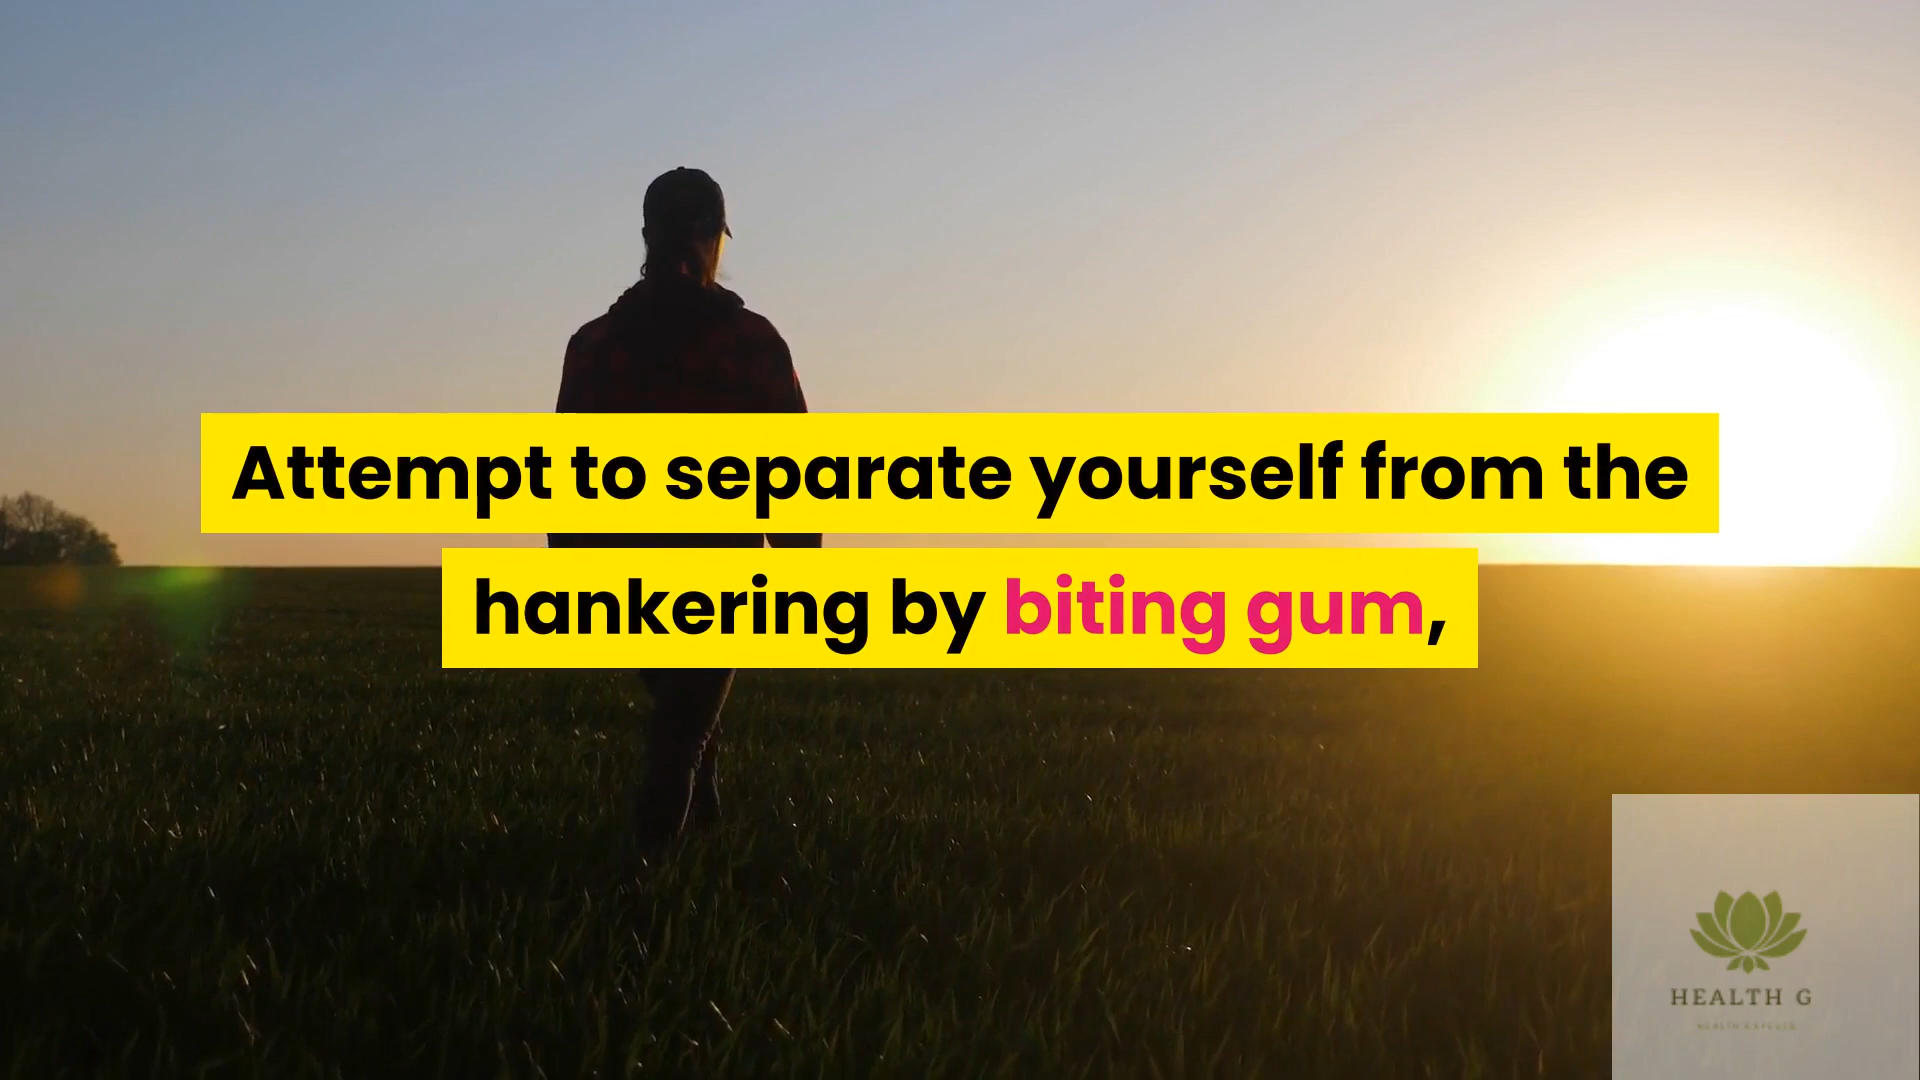 Attempt to separate yourself from the
hankering by biting gum,
HEALTH G